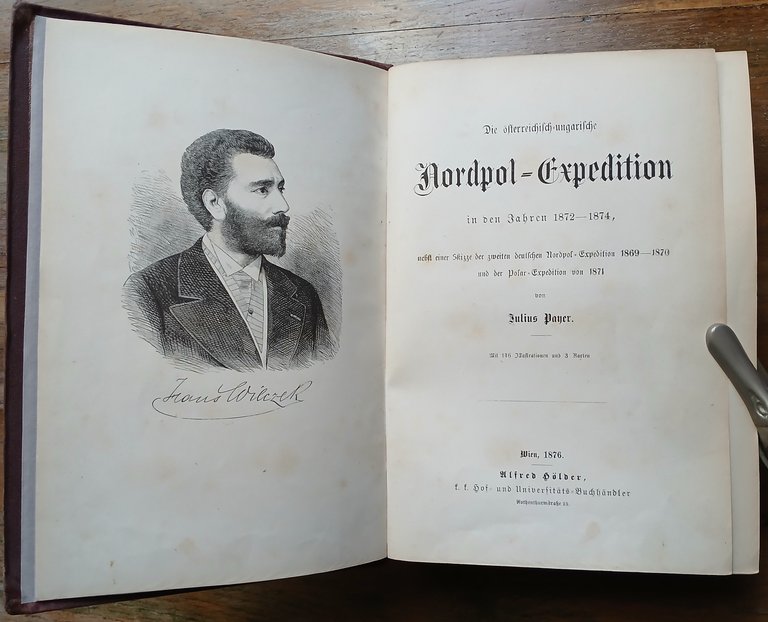 Hans Wilczek
Die österreichisch-ungarische
Nordpol-Expedition
in den Jahren 1872—1874,
nebst einer Skizze der zweiten deutschen Nordpol-Expedition 1869—1870
und der Polar-Expedition von 1871
von
Julius Payer.
Mit 146 Illustrationen und 3 Karten
Wien, 1876.
Alfred Hölder,
k. k. Hof- und Universitäts-Buchhändler
Rothenthurmstraße 15.